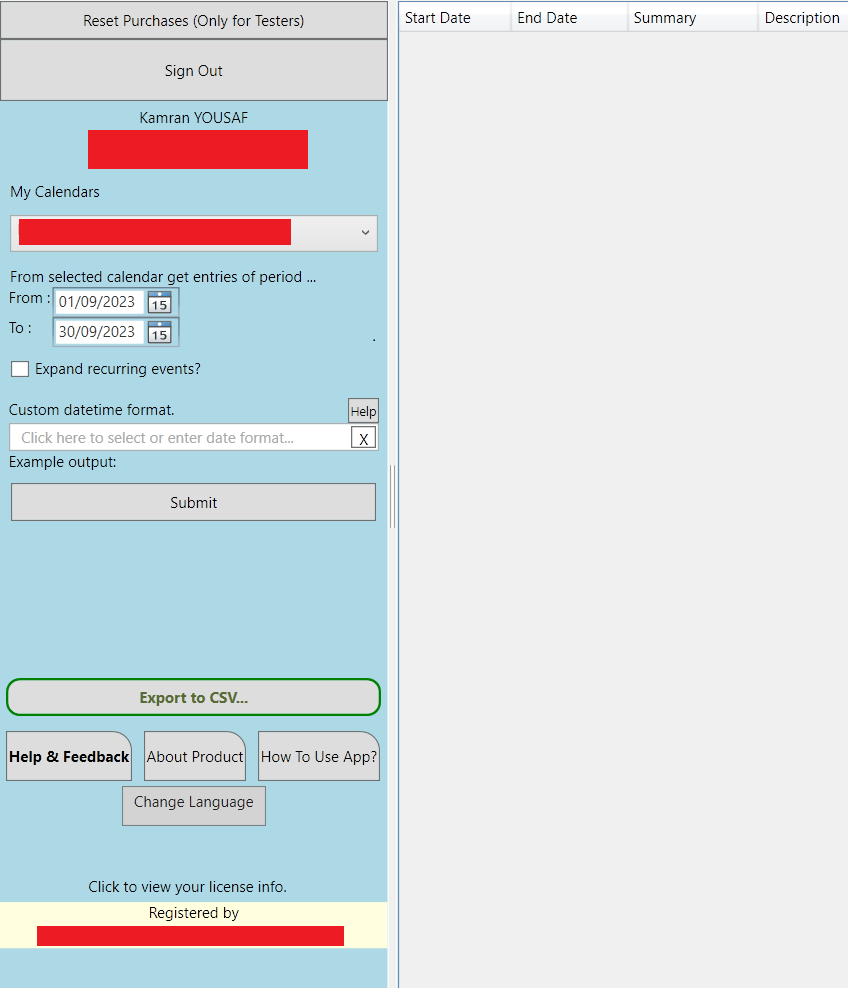 Reset Purchases (Only for Testers)
Sign Out
Kamran YOUSAF
My Calendars
From selected calendar get entries of period ...
From : 01/09/2023 15
To : 30/09/2023 15
.
Expand recurring events?
Custom datetime format. Help
Click here to select or enter date format... X
Example output:
Submit
Export to CSV...
Help & Feedback About Product How To Use App?
Change Language
Click to view your license info.
Registered by
Start Date End Date Summary Description